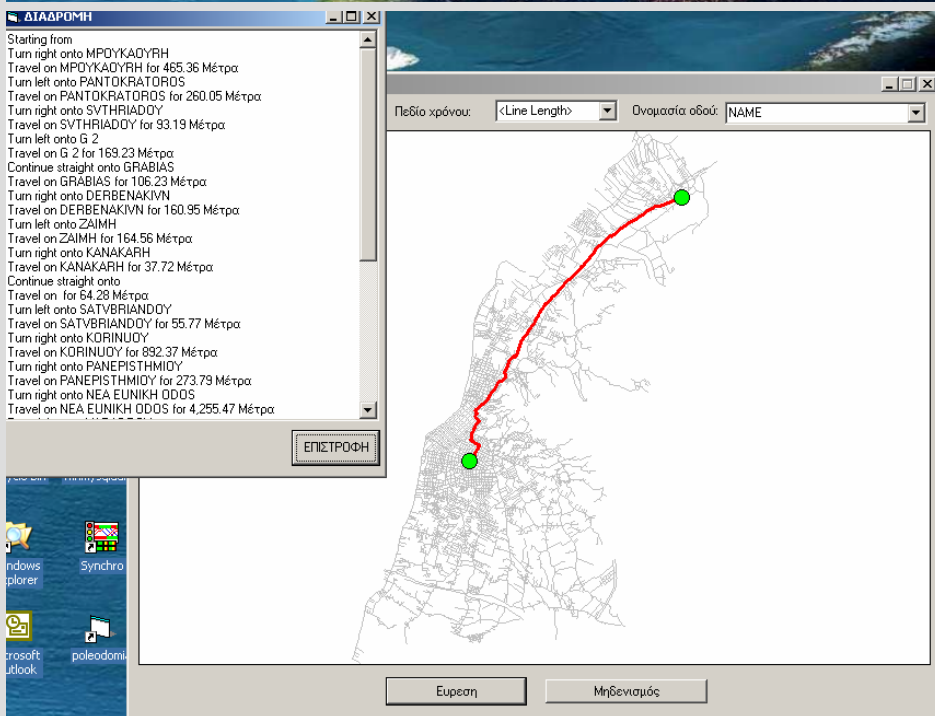 ΔΙΑΔΡΟΜΗ
Starting from
Turn right onto ΜΡΟΥΚΑΟΥRΗ
Travel on ΜΡΟΥΚΑΟΥRΗ for 465.36 Μέτρα
Turn left onto PANTOKRATOROS
Travel on PANTOKRATOROS for 260.05 Μέτρα
Turn right onto SVTHRIADOY
Travel on SVTHRIADOY for 93.19 Μέτρα
Turn left onto G 2
Travel on G 2 for 169.23 Μέτρα
Continue straight onto GRABIAS
Travel on GRABIAS for 106.23 Μέτρα
Turn right onto DERBENAKIVN
Travel on DERBENAKIVN for 160.95 Μέτρα
Turn left onto ZAIMH
Travel on ZAIMH for 164.56 Μέτρα
Turn right onto KANAKARH
Travel on KANAKARH for 37.72 Μέτρα
Continue straight onto
Travel on for 64.28 Μέτρα
Turn left onto SATVBRIANDOY
Travel on SATVBRIANDOY for 55.77 Μέτρα
Turn right onto KORINUOY
Travel on KORINUOY for 892.37 Μέτρα
Turn right onto PANEPISTHMIOY
Travel on PANEPISTHMIOY for 273.79 Μέτρα
Turn right onto NEA EUNIKH ODOS
Travel on NEA EUNIKH ODOS for 4,255.47 Μέτρα
ΕΠΙΣΤΡΟΦΗ
Πεδίο χρόνου: <Line Length> Ονομασία οδού: NAME
Ευρεση Μηδενισμός
ndows
plorer
Synchro
crosoft
utlook
poleodomi